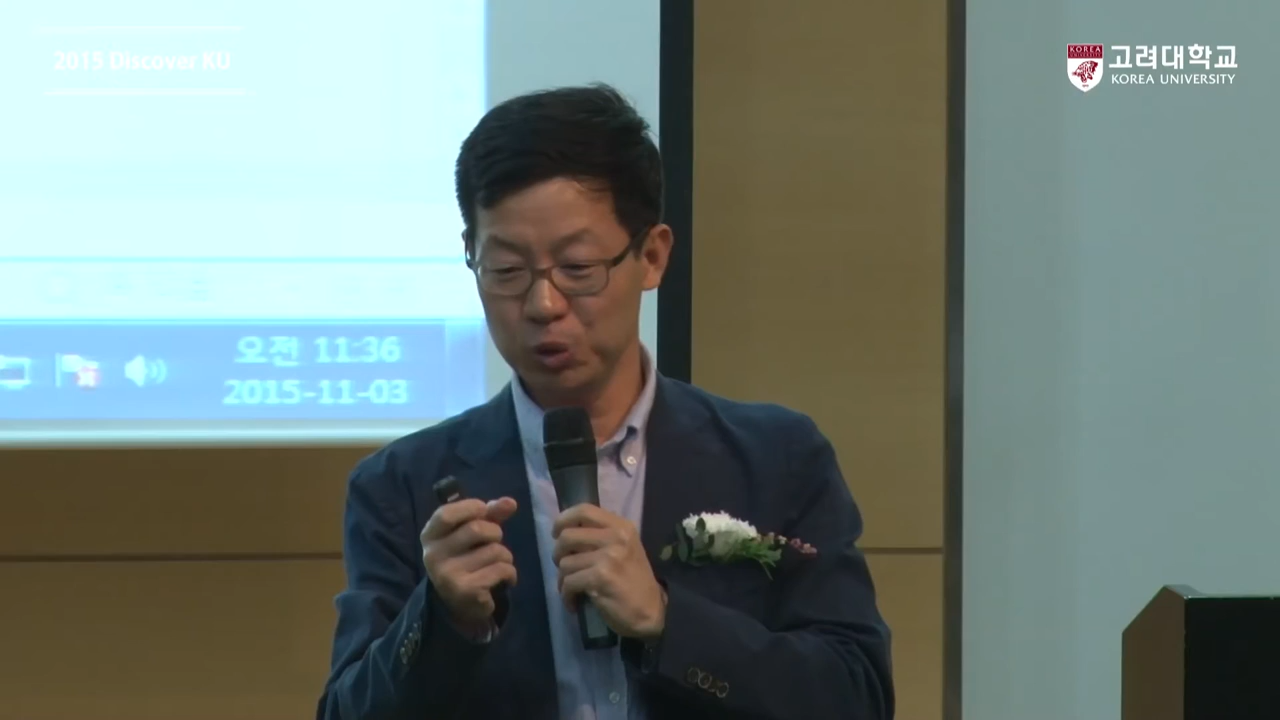 2015 Discover KU
KOREA
고려대학교
KOREA UNIVERSITY
오전 11:36
2015-11-03